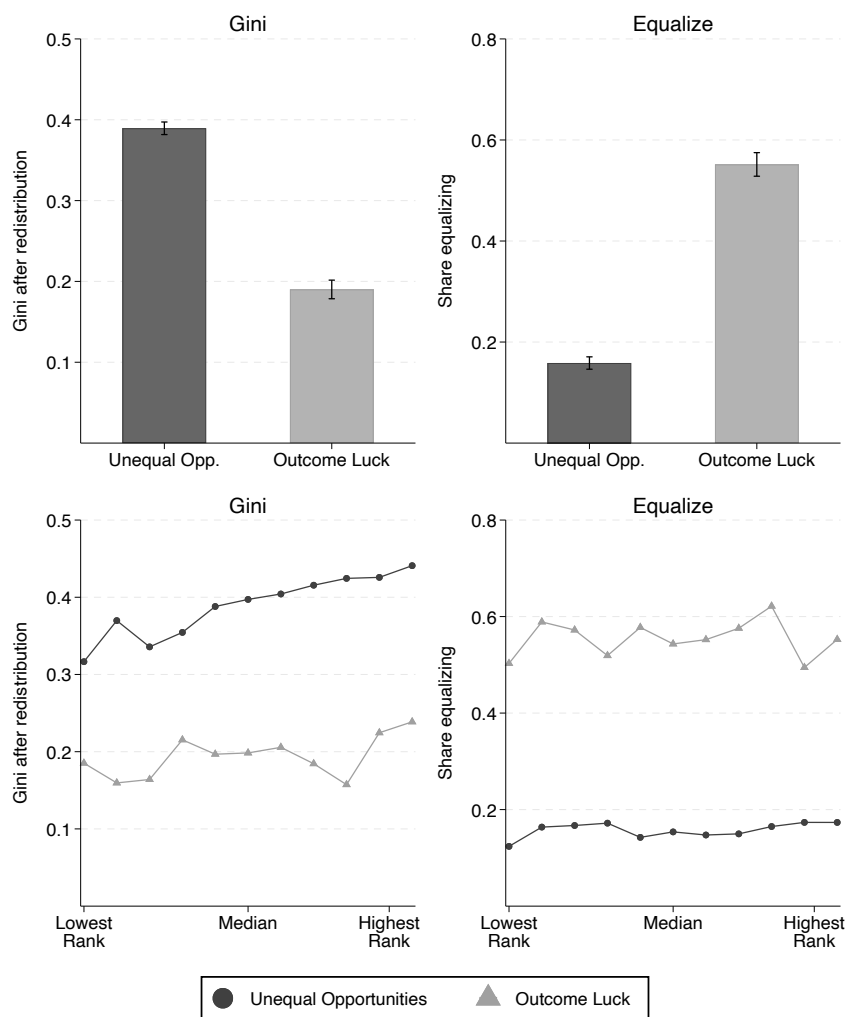 Gini
Equalize
0.5
0.4
0.3
0.2
0.1
Gini after redistribution
Unequal Opp.
Outcome Luck
0.8
0.6
0.4
0.2
Share equalizing
Unequal Opp.
Outcome Luck
Gini
Equalize
0.5
0.4
0.3
0.2
0.1
Gini after redistribution
Lowest
Rank
Median
Highest
Rank
0.8
0.6
0.4
0.2
Share equalizing
Lowest
Rank
Median
Highest
Rank
Unequal Opportunities
Outcome Luck